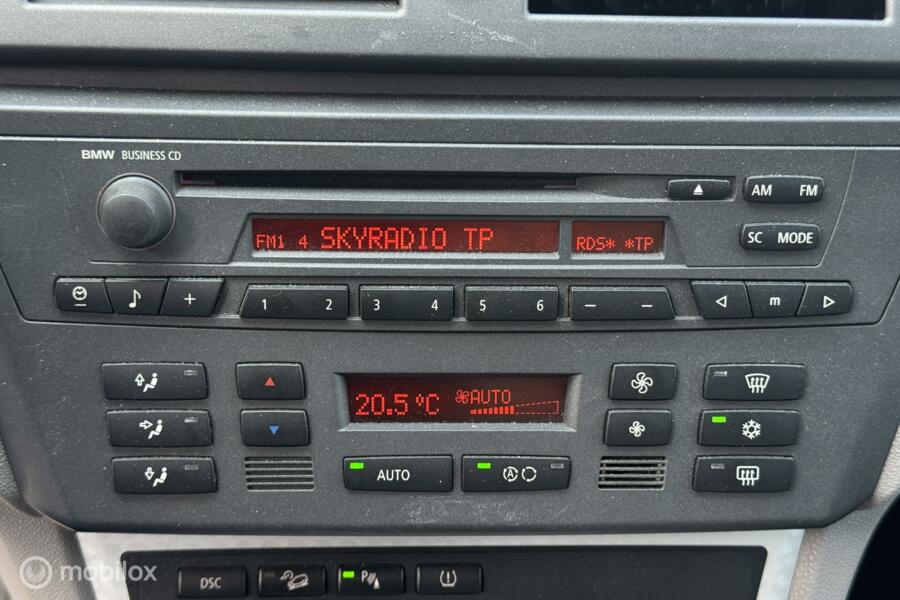 BMW BUSINESS CD
AM FM
FM1 4 SKYRADIO TP RDS* *TP
SC MODE
+ 1 2 3 4 5 6 — — m
20.5°C AUTO
AUTO A
DSC P
mobilox